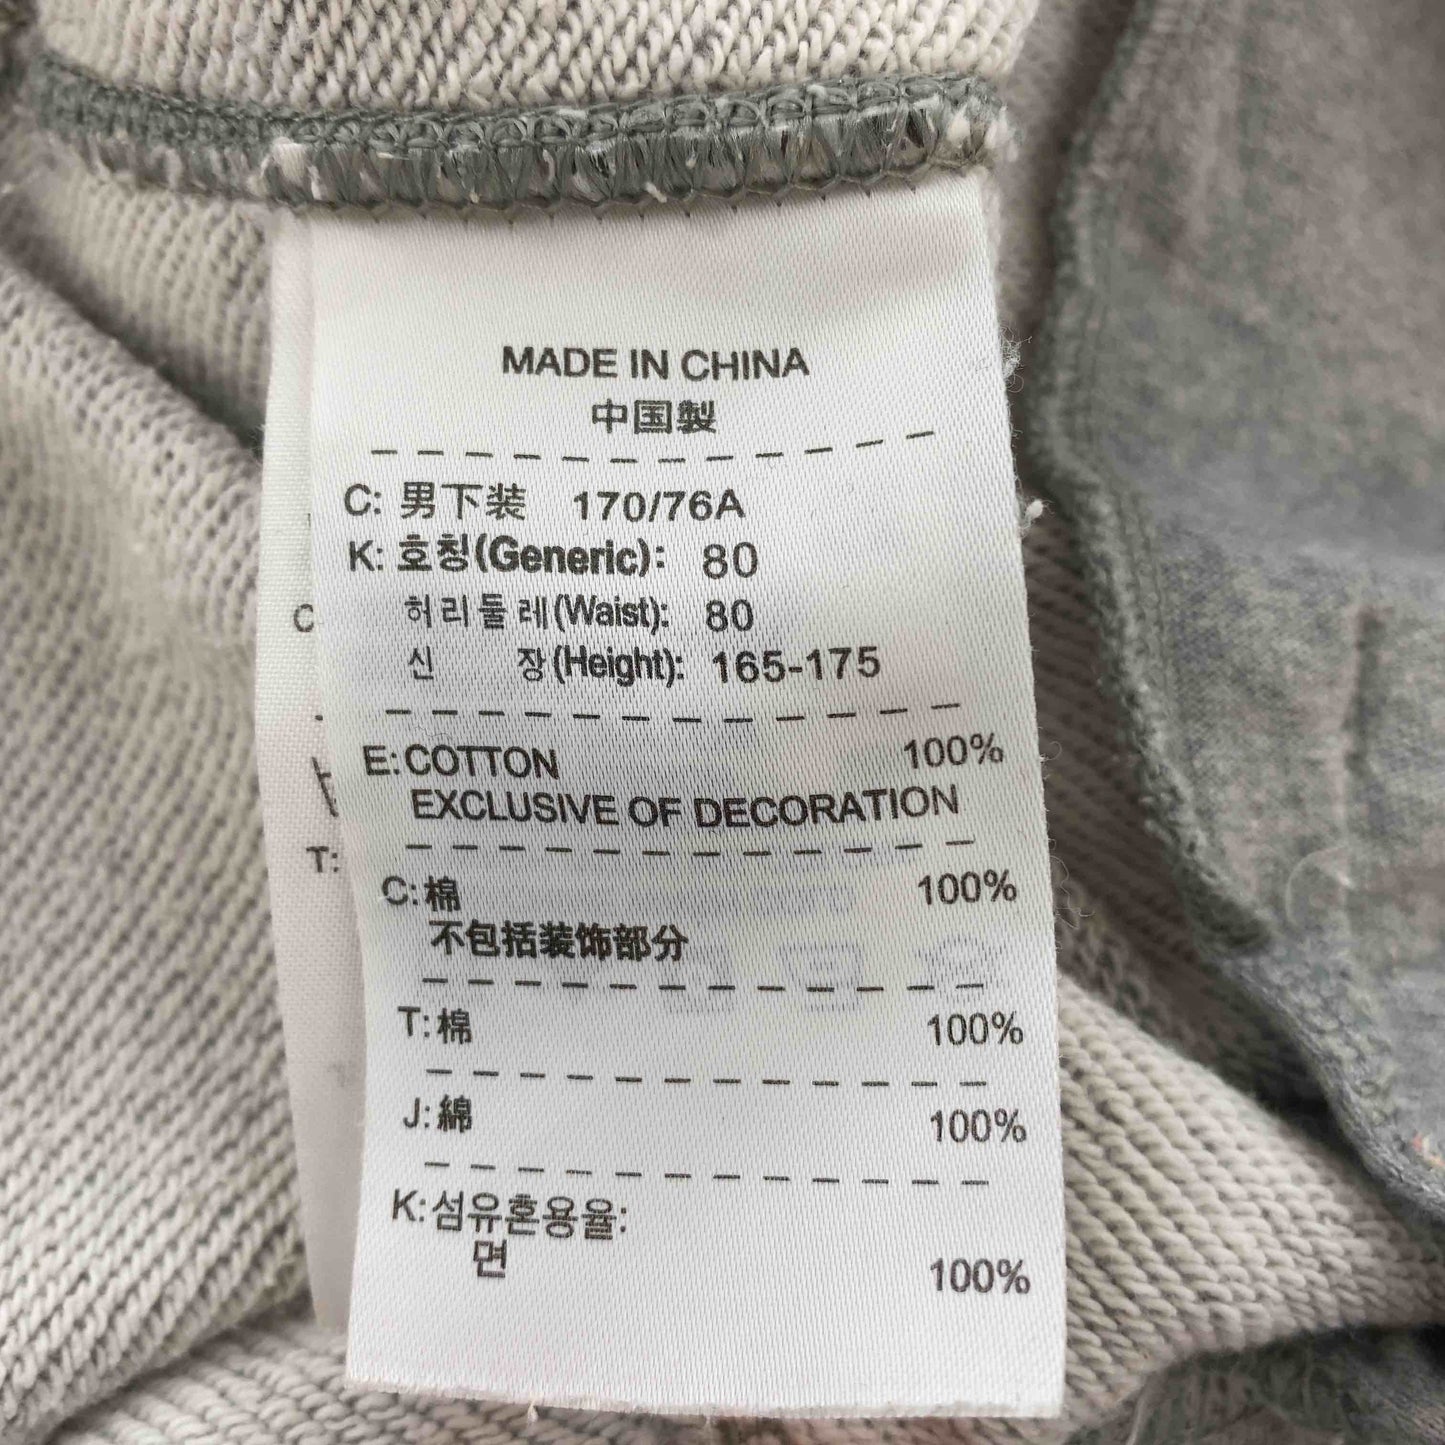 MADE IN CHINA
中国製
C: 男下装 170/76A
K: 호칭(Generic): 80
허리둘레(Waist): 80
신 장(Height): 165-175
E: COTTON 100%
EXCLUSIVE OF DECORATION
C: 棉 100%
不包括装饰部分
T: 棉 100%
J: 綿 100%
K: 섬유혼용율:
면 100%
T: